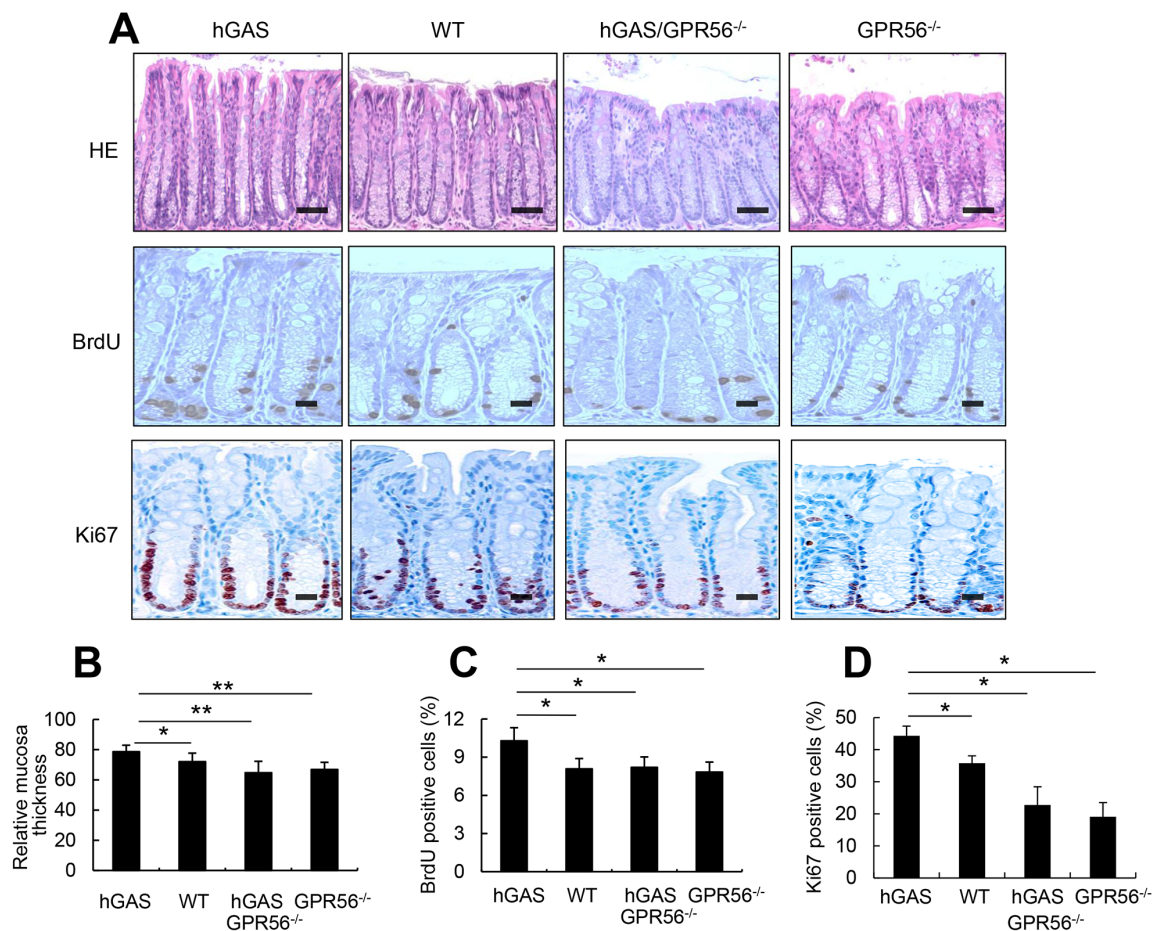 A
hGAS WT hGAS/GPR56-/- GPR56-/-
HE
BrdU
Ki67
B
Relative mucosa
thickness
100
80
60
40
20
0
*
**
**
hGAS WT hGAS GPR56-/-
GPR56-/-
C
BrdU positive cells (%)
12
9
6
3
0
*
*
*
hGAS WT hGAS GPR56-/-
GPR56-/-
D
Ki67 positive cells (%)
50
40
30
20
10
0
*
*
*
hGAS WT hGAS GPR56-/-
GPR56-/-